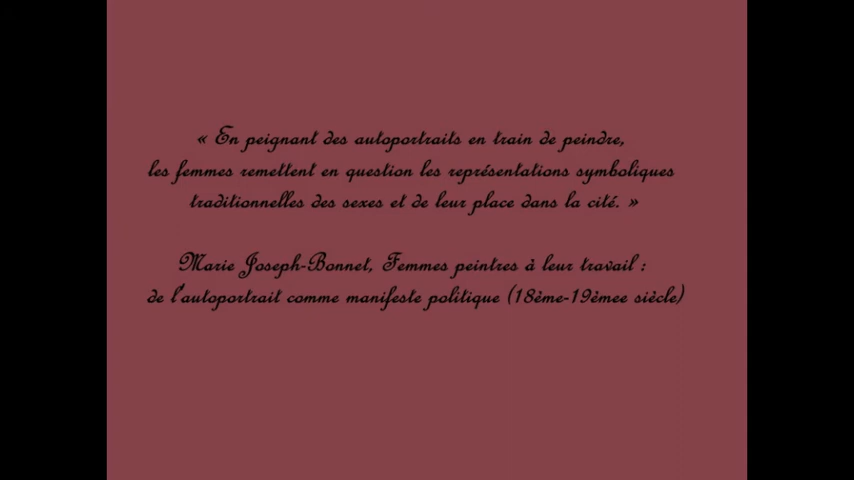 « En peignant des autoportraits en train de peindre,
les femmes remettent en question les représentations symboliques
traditionnelles des sexes et de leur place dans la cité. »
Marie Joseph-Bonnet, Femmes peintres à leur travail :
de l'autoportrait comme manifeste politique (18ème-19èmee siècle)